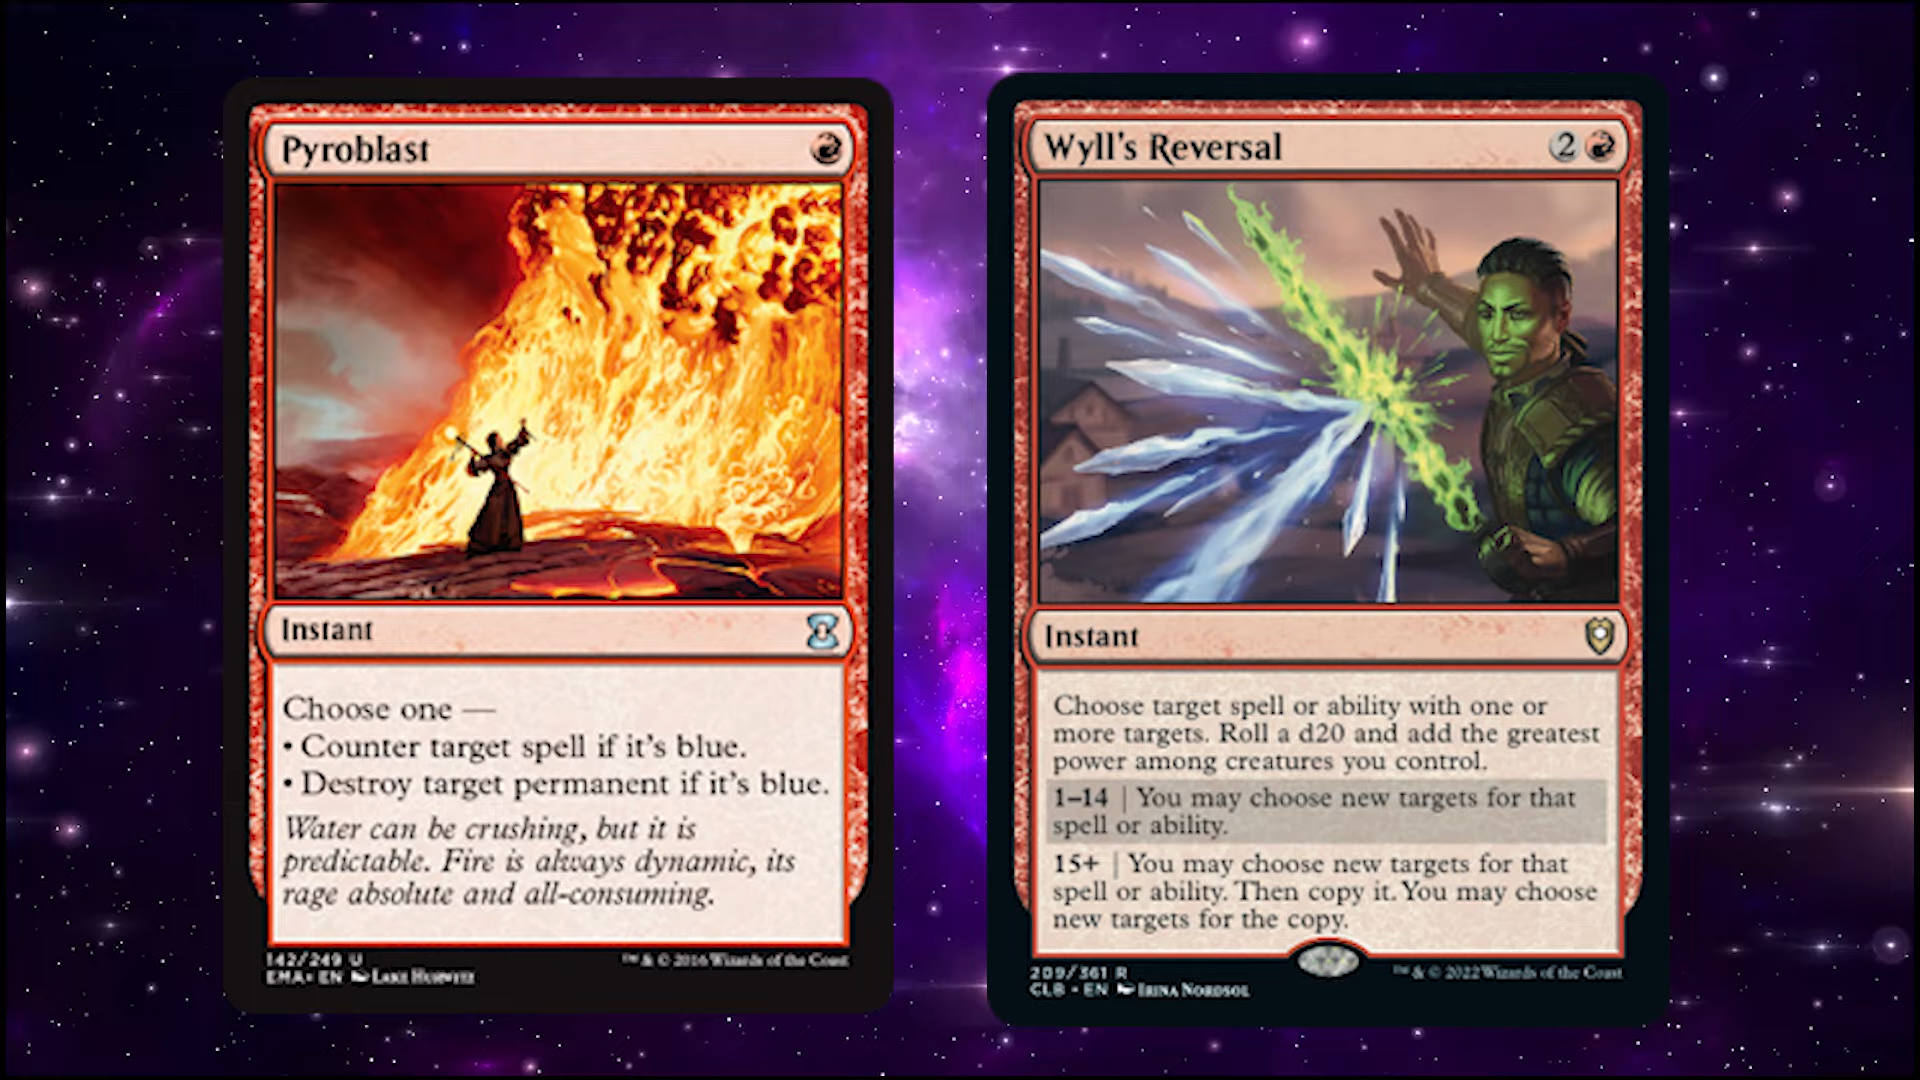 Pyroblast
Instant
Choose one —
• Counter target spell if it's blue.
• Destroy target permanent if it's blue.
Water can be crushing, but it is
predictable. Fire is always dynamic, its
rage absolute and all-consuming.
142/249 U
EMA • EN
™ & © 2016 Wizards of the Coast
Wyll's Reversal
2
Instant
Choose target spell or ability with one or
more targets. Roll a d20 and add the greatest
power among creatures you control.
1–14 | You may choose new targets for that
spell or ability.
15+ | You may choose new targets for that
spell or ability. Then copy it. You may choose
new targets for the copy.
209/361 R
CLB • EN Irina Nordsol
™ & © 2022 Wizards of the Coast